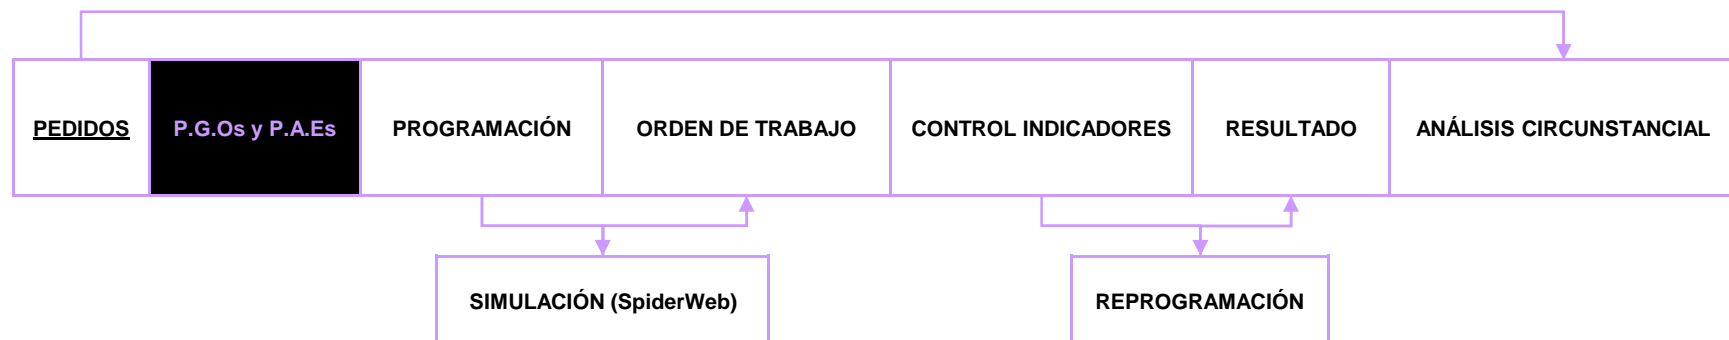 PEDIDOS
P.G.Os y P.A.Es
PROGRAMACIÓN
ORDEN DE TRABAJO
CONTROL INDICADORES
RESULTADO
ANÁLISIS CIRCUNSTANCIAL
SIMULACIÓN (SpiderWeb)
REPROGRAMACIÓN